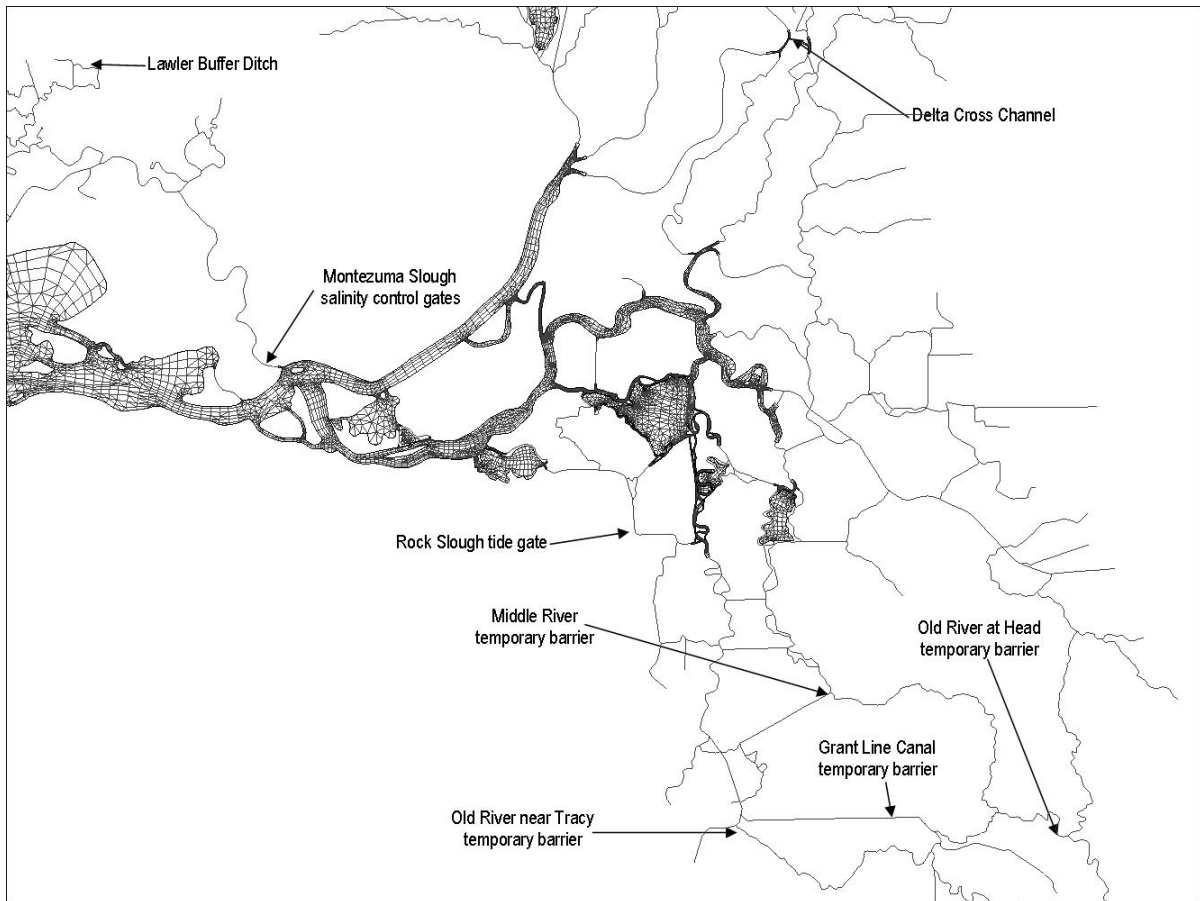 Lawler Buffer Ditch
Delta Cross Channel
Montezuma Slough
salinity control gates
Rock Slough tide gate
Middle River
temporary barrier
Old River at Head
temporary barrier
Grant Line Canal
temporary barrier
Old River near Tracy
temporary barrier